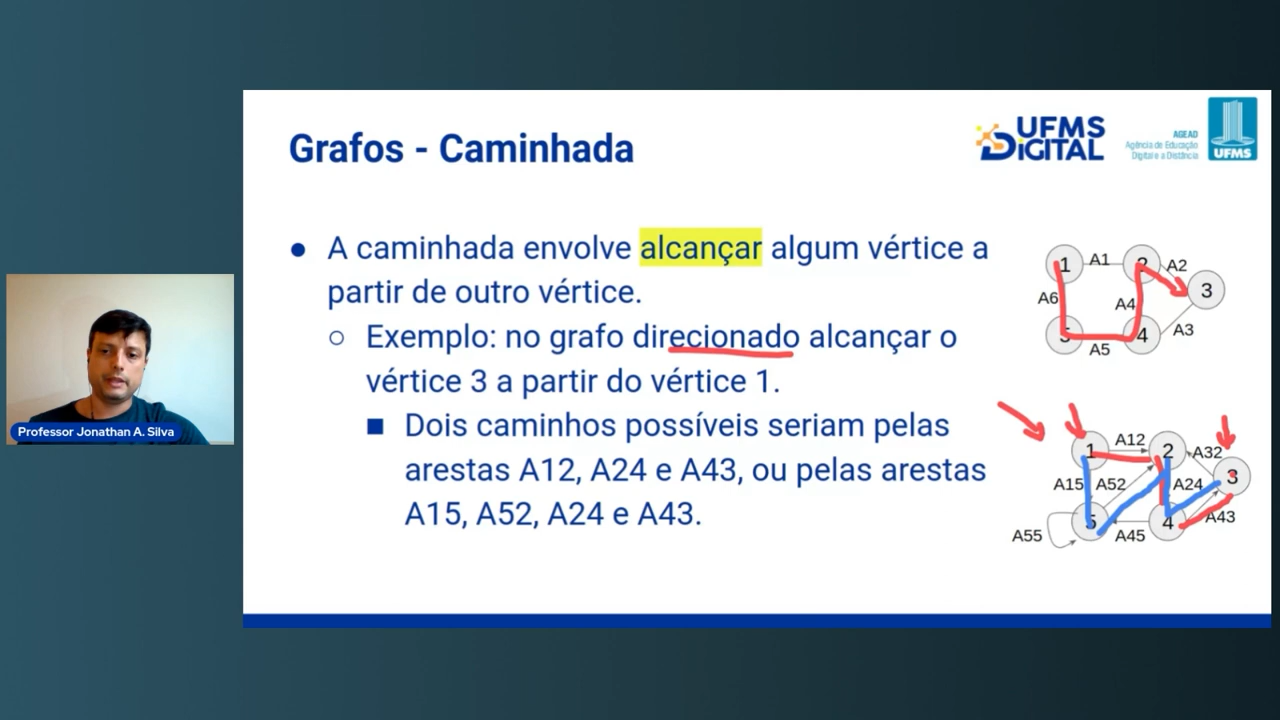 Grafos - Caminhada
UFMS
DIGITAL
AGEAD
Agência de Educação
Digital e a Distância
UFMS
● A caminhada envolve alcançar algum vértice a
partir de outro vértice.
○ Exemplo: no grafo direcionado alcançar o
vértice 3 a partir do vértice 1.
■ Dois caminhos possíveis seriam pelas
arestas A12, A24 e A43, ou pelas arestas
A15, A52, A24 e A43.
1 A1 2 A2
A6 A4 3
5 A5 4 A3
1 A12 2 A32
A15 A52 A24 3
5 A45 4 A43
A55
Professor Jonathan A. Silva